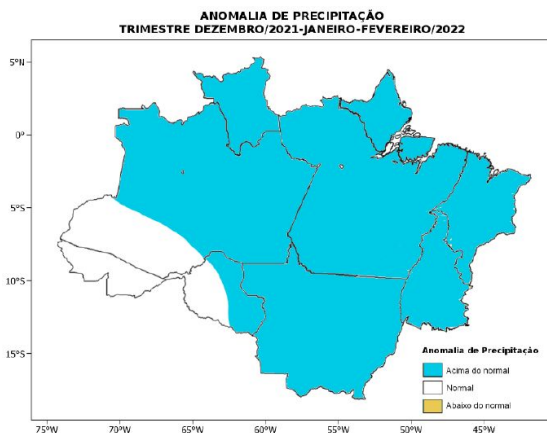 ANOMALIA DE PRECIPITAÇÃO
TRIMESTRE DEZEMBRO/2021-JANEIRO-FEVEREIRO/2022
5°N
0°
5°S
10°S
15°S
75°W
70°W
65°W
60°W
55°W
50°W
45°W
Anomalia de Precipitação
Acima do normal
Normal
Abaixo do normal